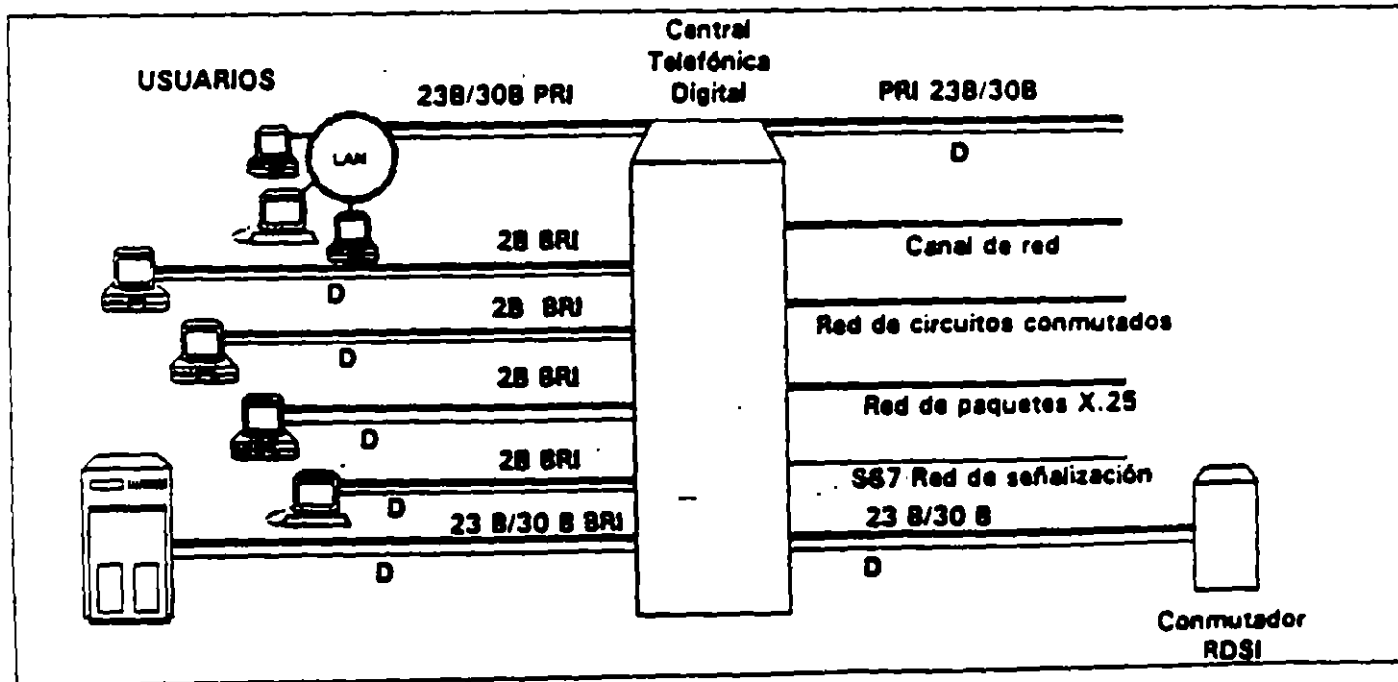 Central
Telefónica
Digital
USUARIOS
23B/30B PRI
PRI 23B/30B
LAN
D
2B BRI
Canal de red
D
2B BRI
Red de circuitos conmutados
D
2B BRI
Red de paquetes X.25
D
2B BRI
SS7 Red de señalización
D
23 B/30 B BRI
23 B/30 B
D
D
Conmutador
RDSI